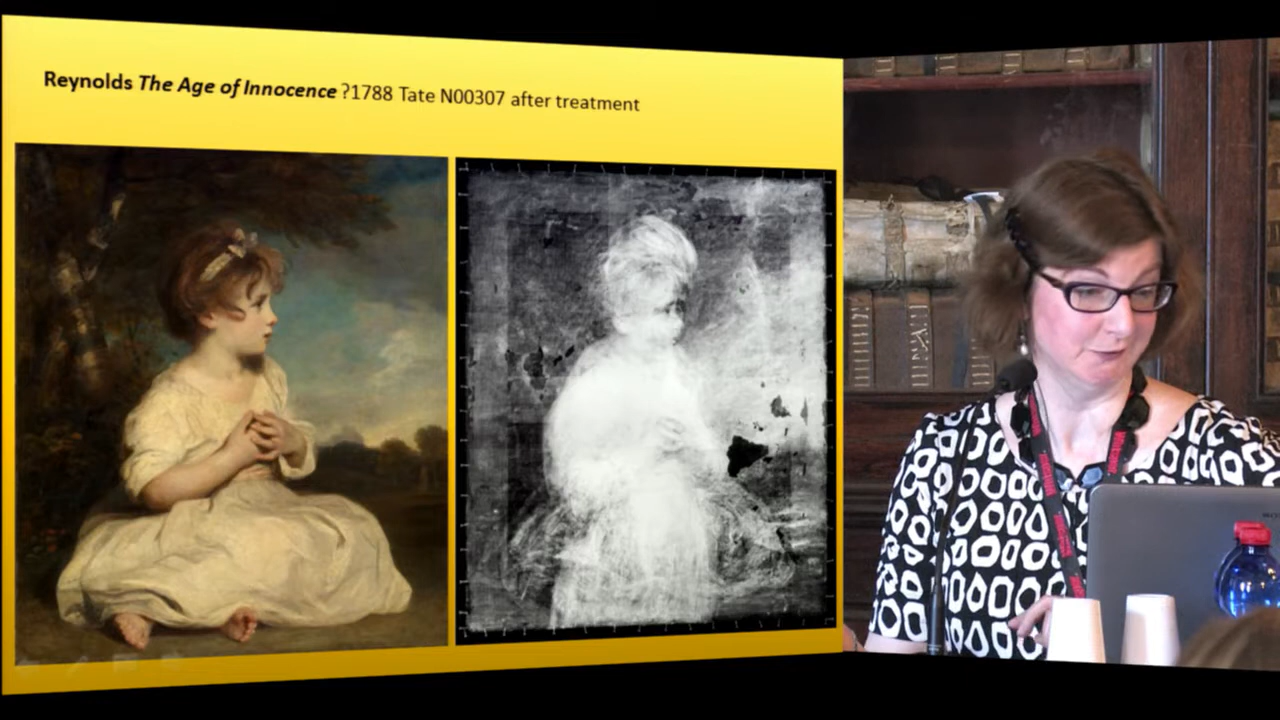 Reynolds The Age of Innocence ?1788 Tate N00307 after treatment